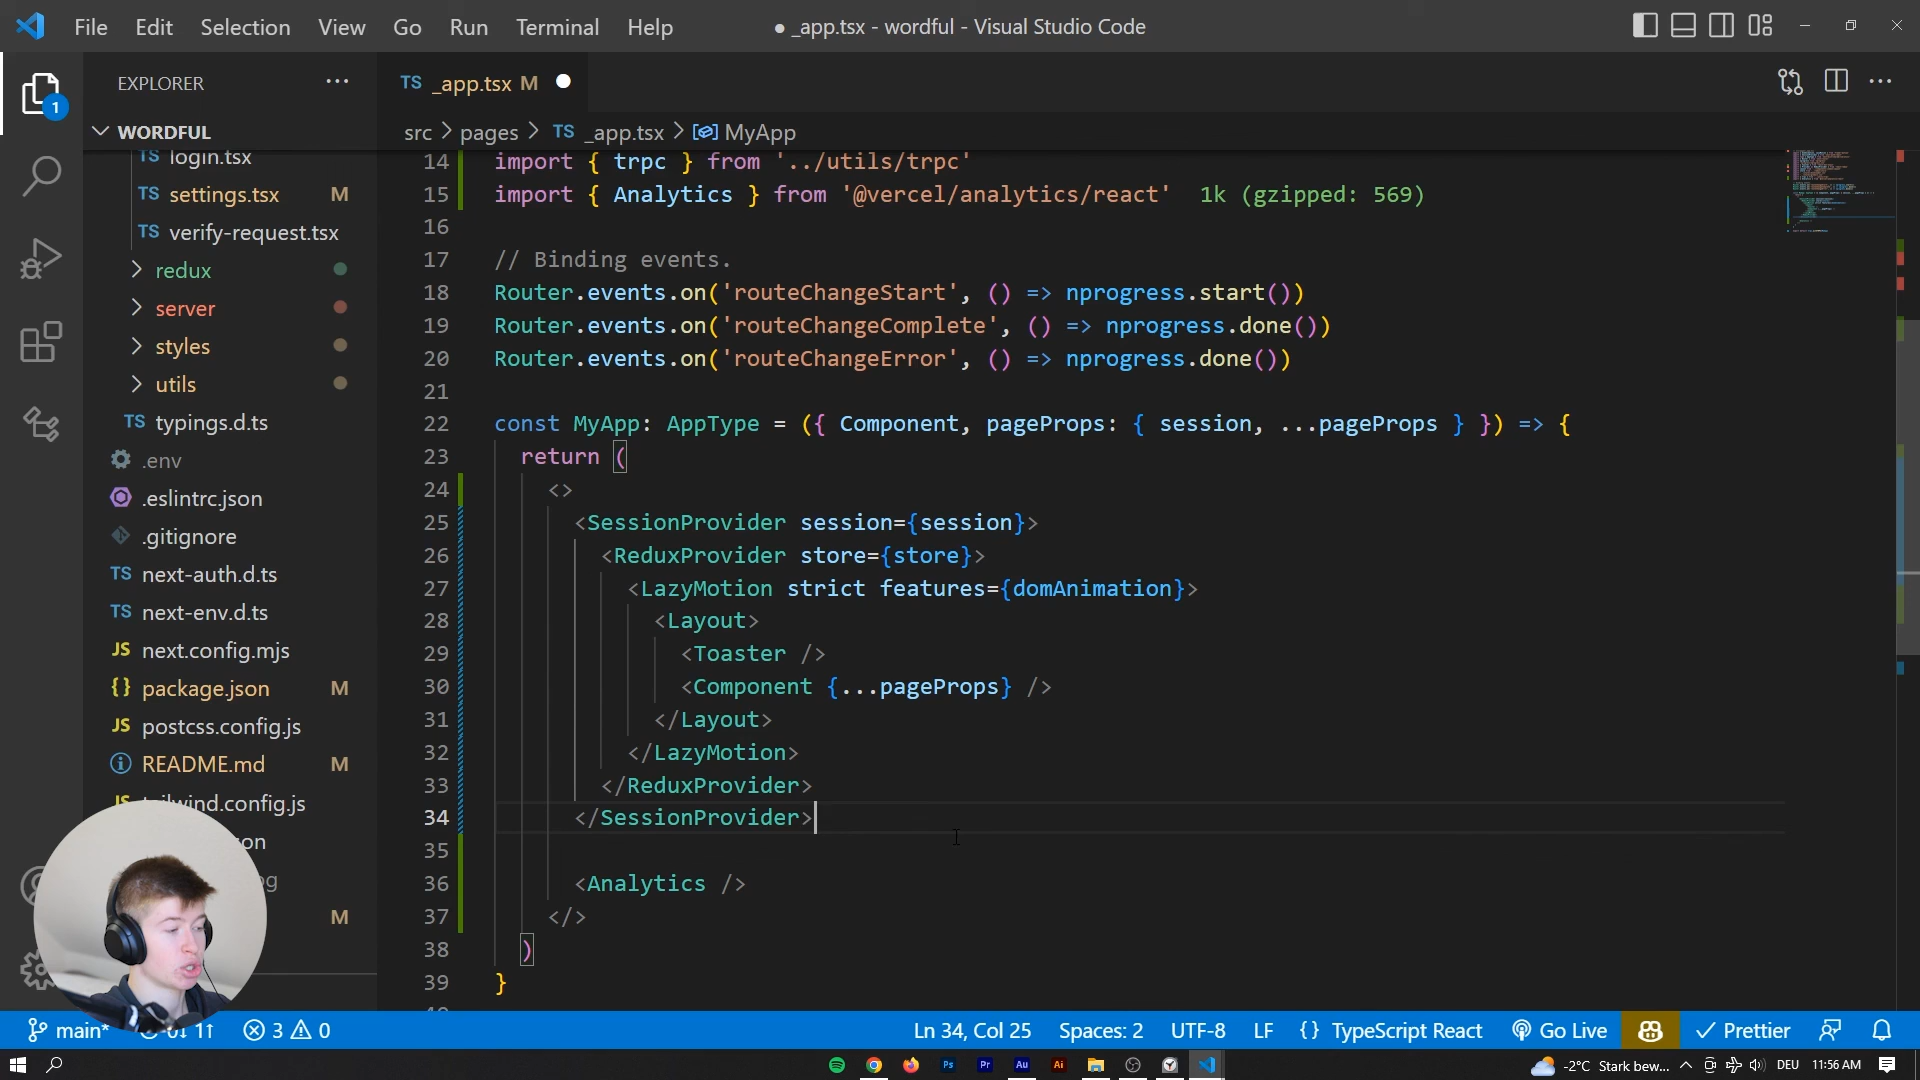 File Edit Selection View Go Run Terminal Help
● _app.tsx - wordful - Visual Studio Code
EXPLORER
1
WORDFUL
TS login.tsx
TS settings.tsx M
TS verify-request.tsx
redux
server
styles
utils
TS typings.d.ts
.env
.eslintrc.json
.gitignore
TS next-auth.d.ts
TS next-env.d.ts
JS next.config.mjs
{} package.json M
JS postcss.config.js
README.md M
wind.config.js
on
M
TS _app.tsx M
src > pages > TS _app.tsx > MyApp
14 import { trpc } from '../utils/trpc'
15 import { Analytics } from '@vercel/analytics/react' 1k (gzipped: 569)
16
17 // Binding events.
18 Router.events.on('routeChangeStart', () => nprogress.start())
19 Router.events.on('routeChangeComplete', () => nprogress.done())
20 Router.events.on('routeChangeError', () => nprogress.done())
21
22 const MyApp: AppType = ({ Component, pageProps: { session, ...pageProps } }) => {
23 return (
24 <>
25 <SessionProvider session={session}>
26 <ReduxProvider store={store}>
27 <LazyMotion strict features={domAnimation}>
28 <Layout>
29 <Toaster />
30 <Component {...pageProps} />
31 </Layout>
32 </LazyMotion>
33 </ReduxProvider>
34 </SessionProvider>
35
36 <Analytics />
37 </>
38 )
39 }
main* 1↑ 3 0
Ln 34, Col 25 Spaces: 2 UTF-8 LF {} TypeScript React Go Live Prettier
Ps Pr Au Ai
-2°C Stark bew... DEU 11:56 AM